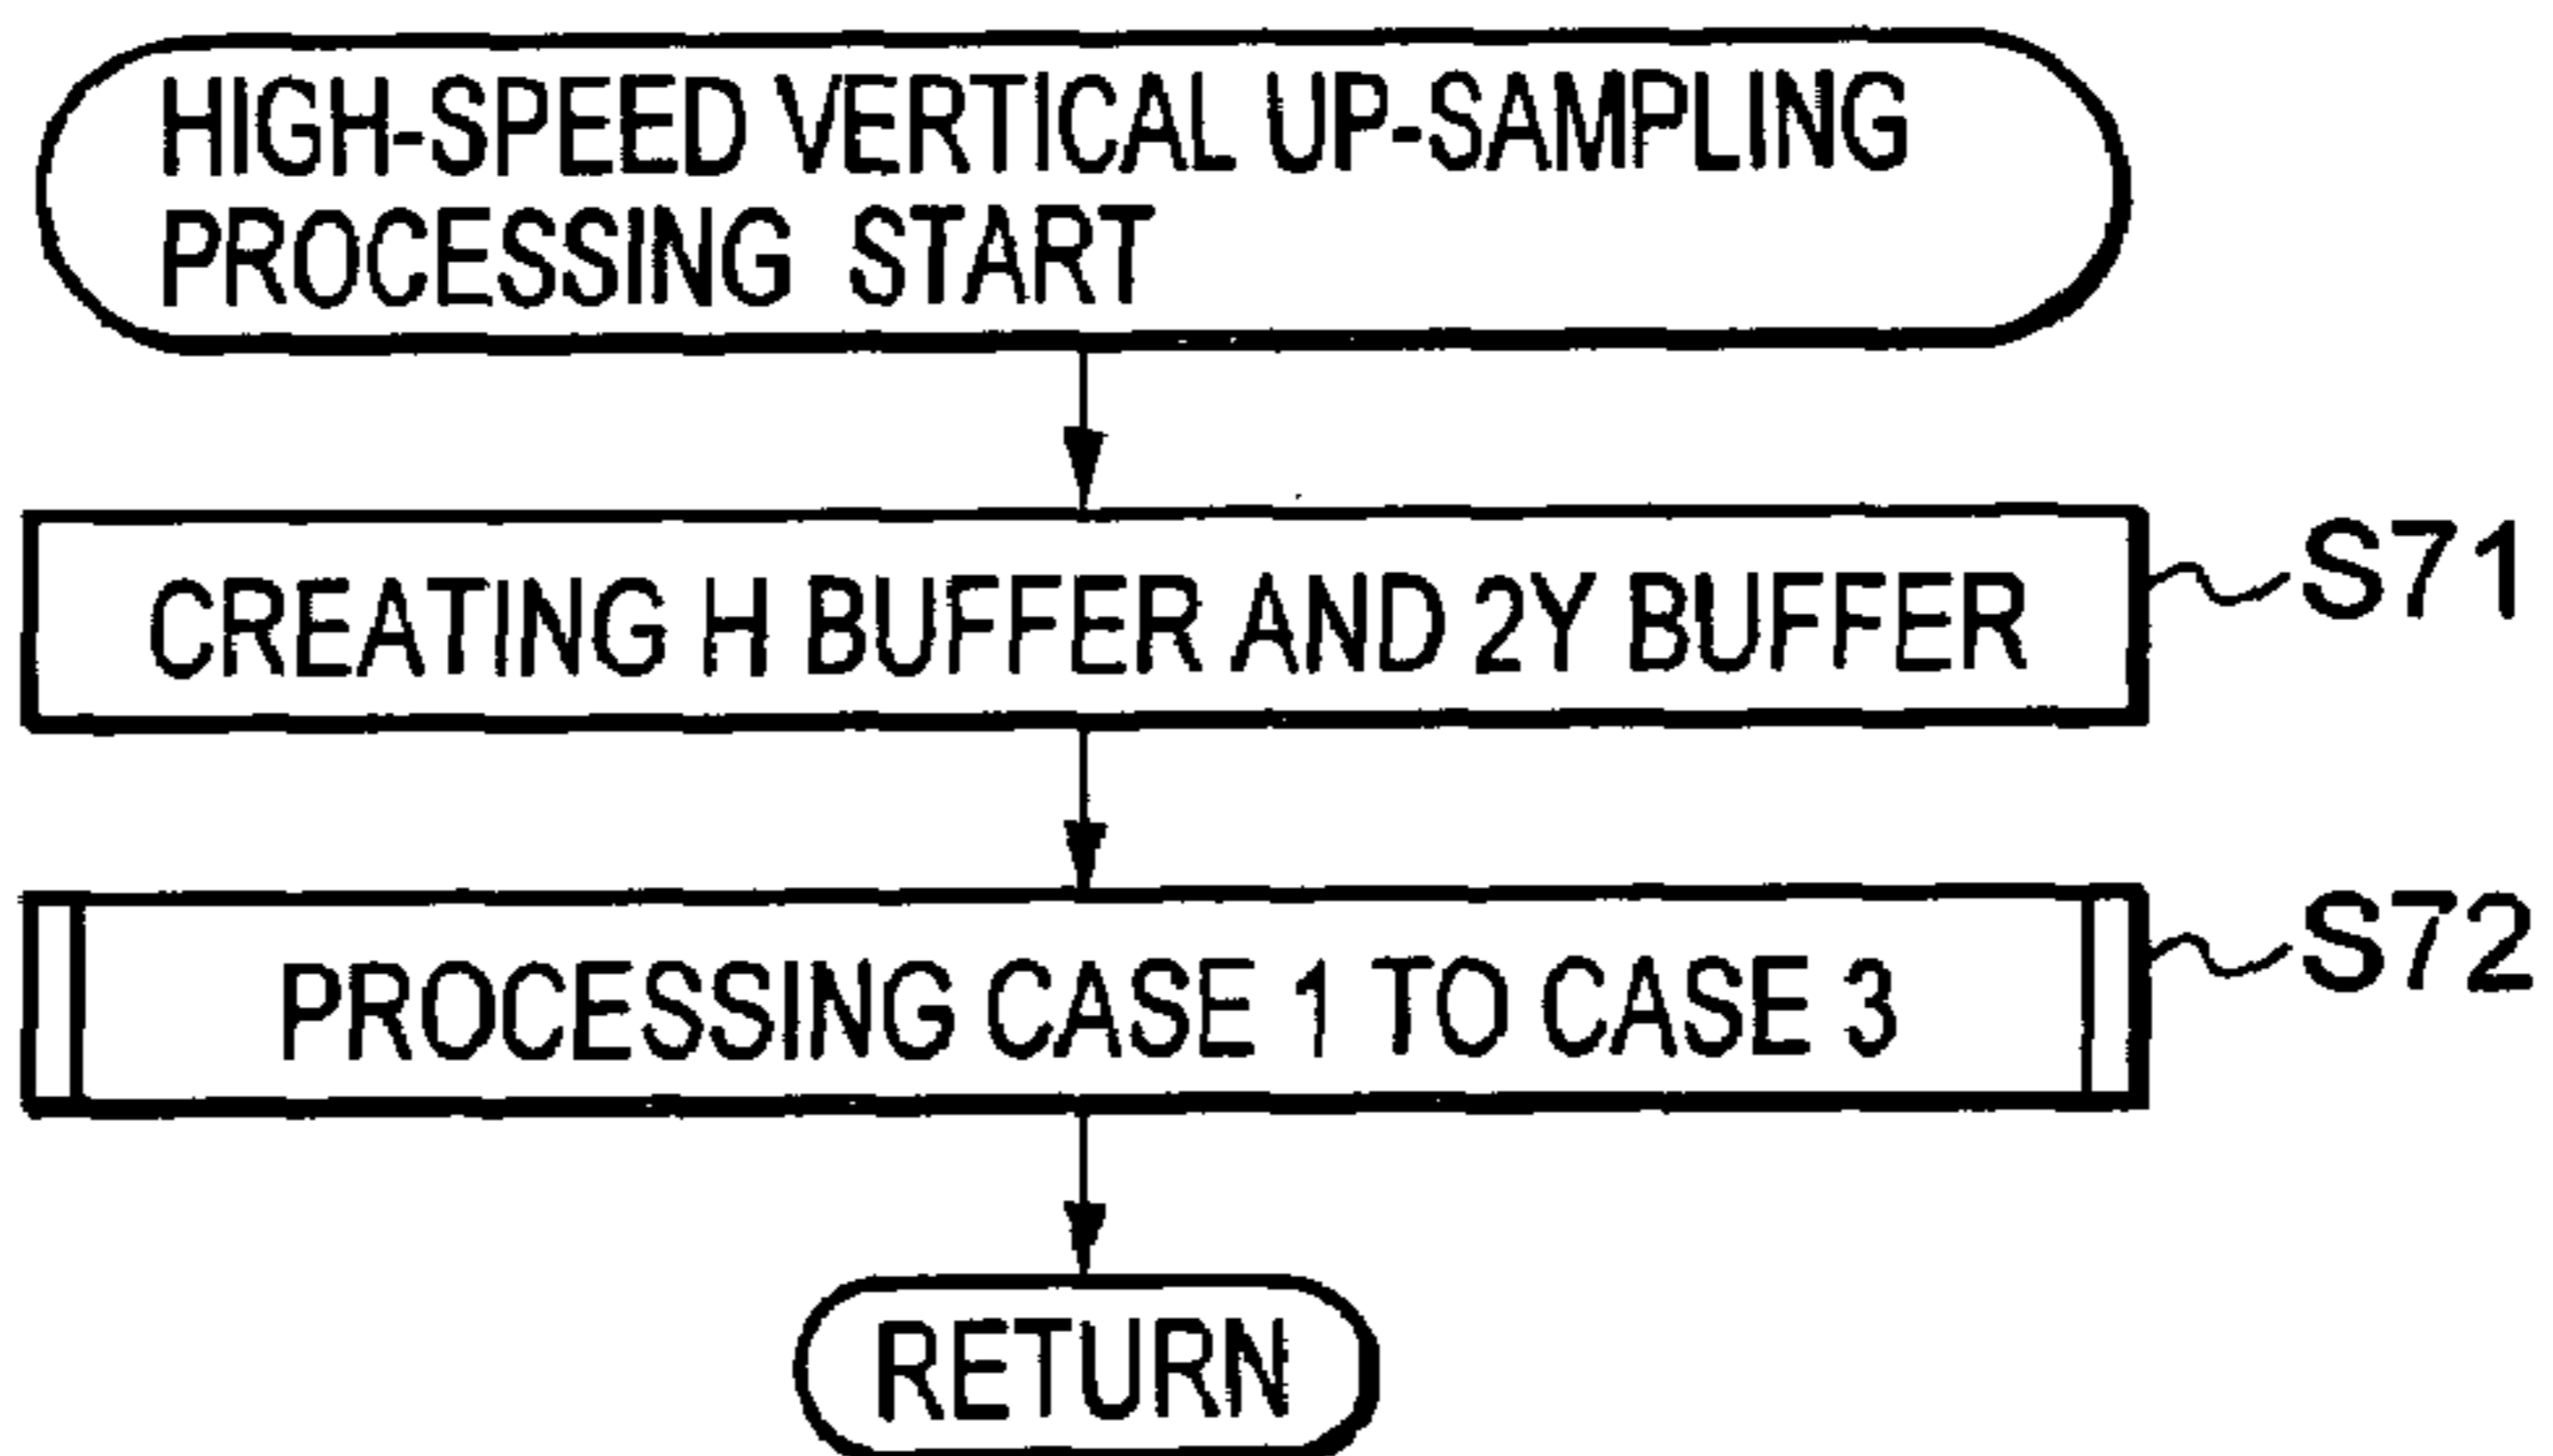 HIGH-SPEED VERTICAL UP-SAMPLING
PROCESSING START
CREATING H BUFFER AND 2Y BUFFER
S71
PROCESSING CASE 1 TO CASE 3
S72
RETURN